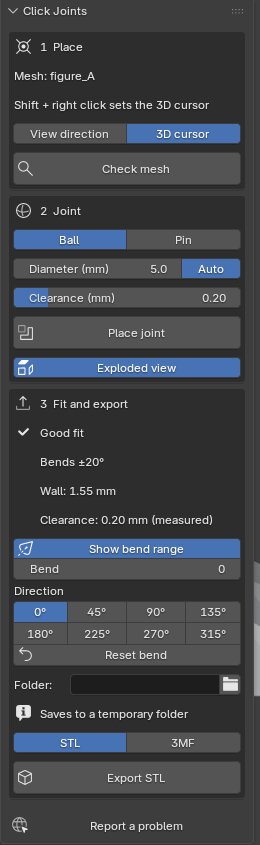 Click Joints
1 Place
Mesh: figure_A
Shift + right click sets the 3D cursor
View direction 3D cursor
Check mesh
2 Joint
Ball Pin
Diameter (mm) 5.0 Auto
Clearance (mm) 0.20
Place joint
Exploded view
3 Fit and export
Good fit
Bends ±20°
Wall: 1.55 mm
Clearance: 0.20 mm (measured)
Show bend range
Bend 0
Direction
0° 45° 90° 135°
180° 225° 270° 315°
Reset bend
Folder:
Saves to a temporary folder
STL 3MF
Export STL
Report a problem